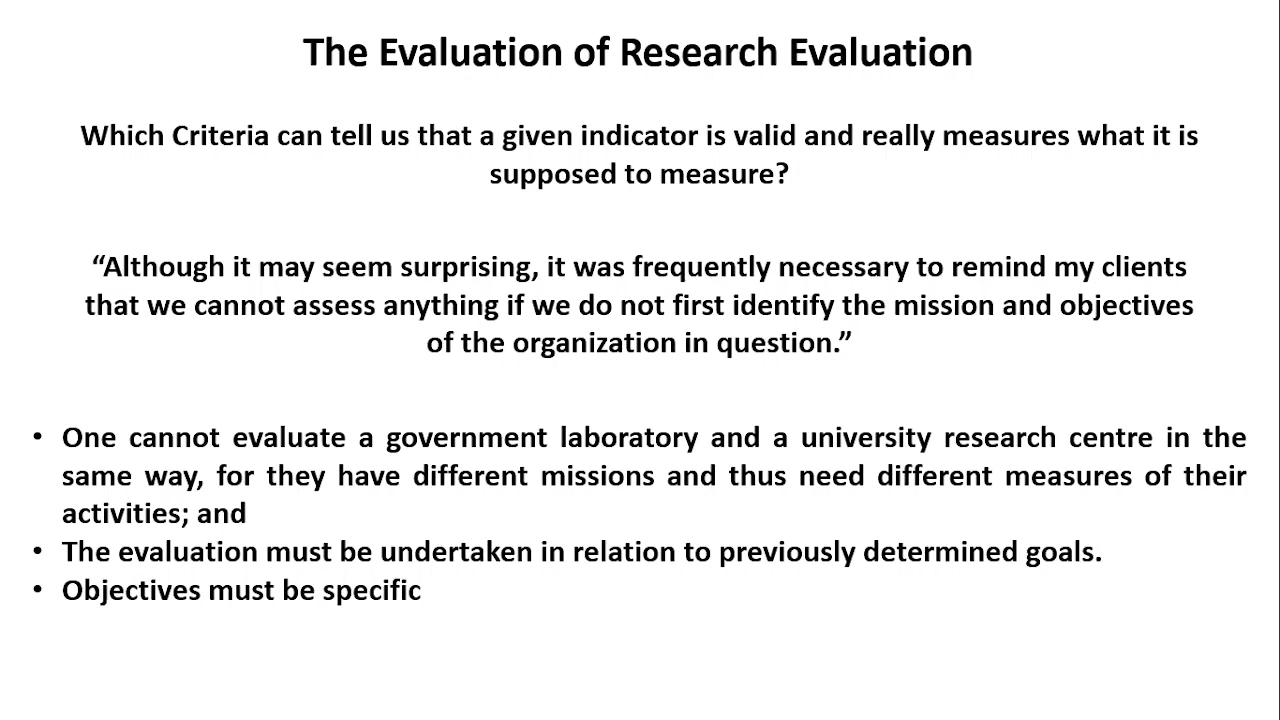 The Evaluation of Research Evaluation
Which Criteria can tell us that a given indicator is valid and really measures what it is
supposed to measure?
“Although it may seem surprising, it was frequently necessary to remind my clients
that we cannot assess anything if we do not first identify the mission and objectives
of the organization in question.”
• One cannot evaluate a government laboratory and a university research centre in the
same way, for they have different missions and thus need different measures of their
activities; and
• The evaluation must be undertaken in relation to previously determined goals.
• Objectives must be specific